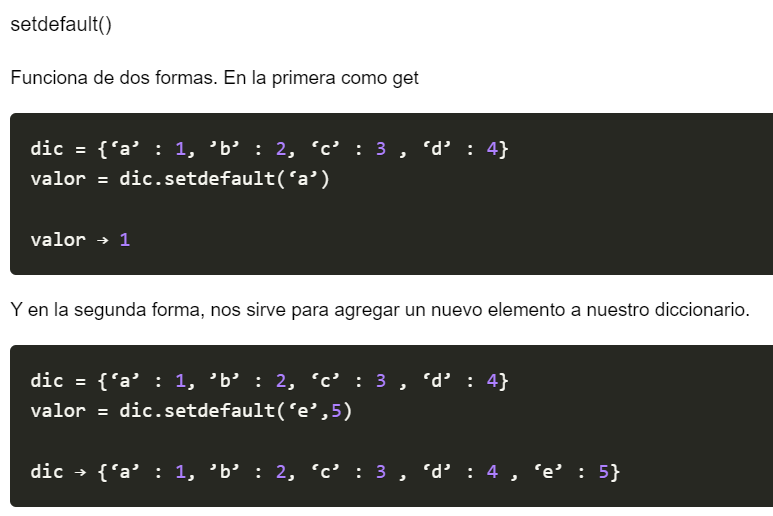 setdefault()
Funciona de dos formas. En la primera como get
dic = {‘a’ : 1, ’b’ : 2, ‘c’ : 3 , ‘d’ : 4}
valor = dic.setdefault(‘a’)
valor → 1
Y en la segunda forma, nos sirve para agregar un nuevo elemento a nuestro diccionario.
dic = {‘a’ : 1, ’b’ : 2, ‘c’ : 3 , ‘d’ : 4}
valor = dic.setdefault(‘e’,5)
dic → {‘a’ : 1, ’b’ : 2, ‘c’ : 3 , ‘d’ : 4 , ‘e’ : 5}